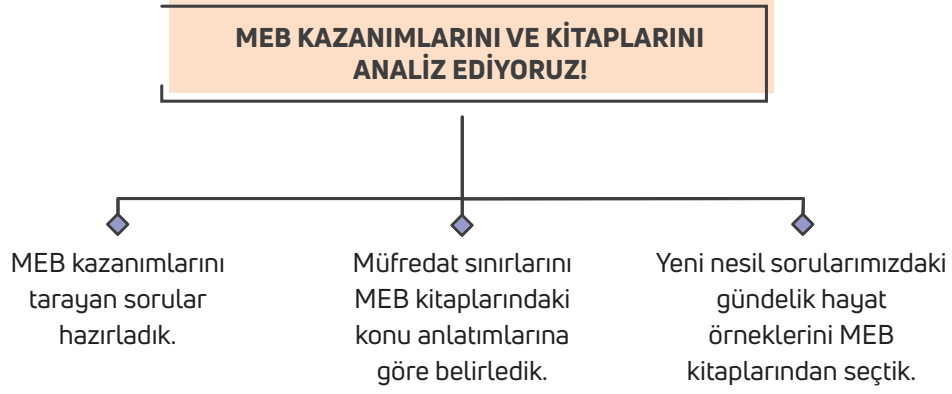 MEB KAZANIMLARINI VE KİTAPLARINI
ANALİZ EDİYORUZ!
MEB kazanımlarını
tarayan sorular
hazırladık.
Müfredat sınırlarını
MEB kitaplarındaki
konu anlatımlarına
göre belirledik.
Yeni nesil sorularımızdaki
gündelik hayat
örneklerini MEB
kitaplarından seçtik.